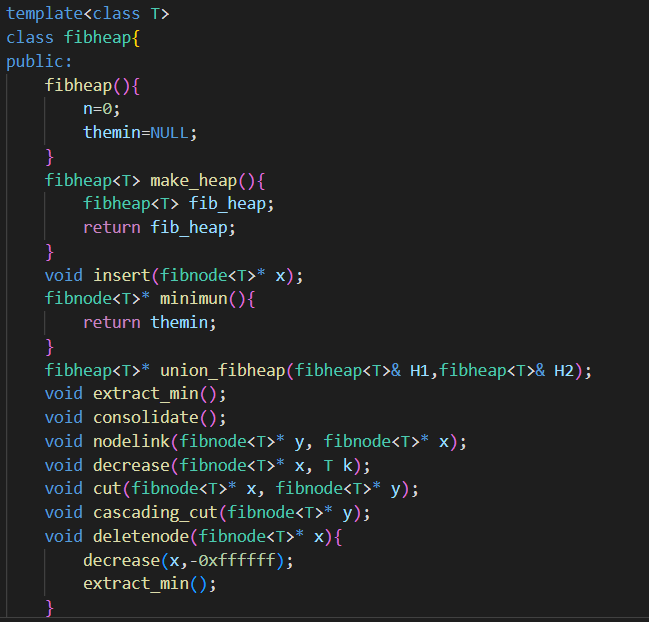 template<class T>
class fibheap{
public:
    fibheap(){
        n=0;
        themin=NULL;
    }
    fibheap<T> make_heap(){
        fibheap<T> fib_heap;
        return fib_heap;
    }
    void insert(fibnode<T>* x);
    fibnode<T>* minimun(){
        return themin;
    }
    fibheap<T>* union_fibheap(fibheap<T>& H1,fibheap<T>& H2);
    void extract_min();
    void consolidate();
    void nodelink(fibnode<T>* y, fibnode<T>* x);
    void decrease(fibnode<T>* x, T k);
    void cut(fibnode<T>* x, fibnode<T>* y);
    void cascading_cut(fibnode<T>* y);
    void deletenode(fibnode<T>* x){
        decrease(x,-0xffffff);
        extract_min();
    }